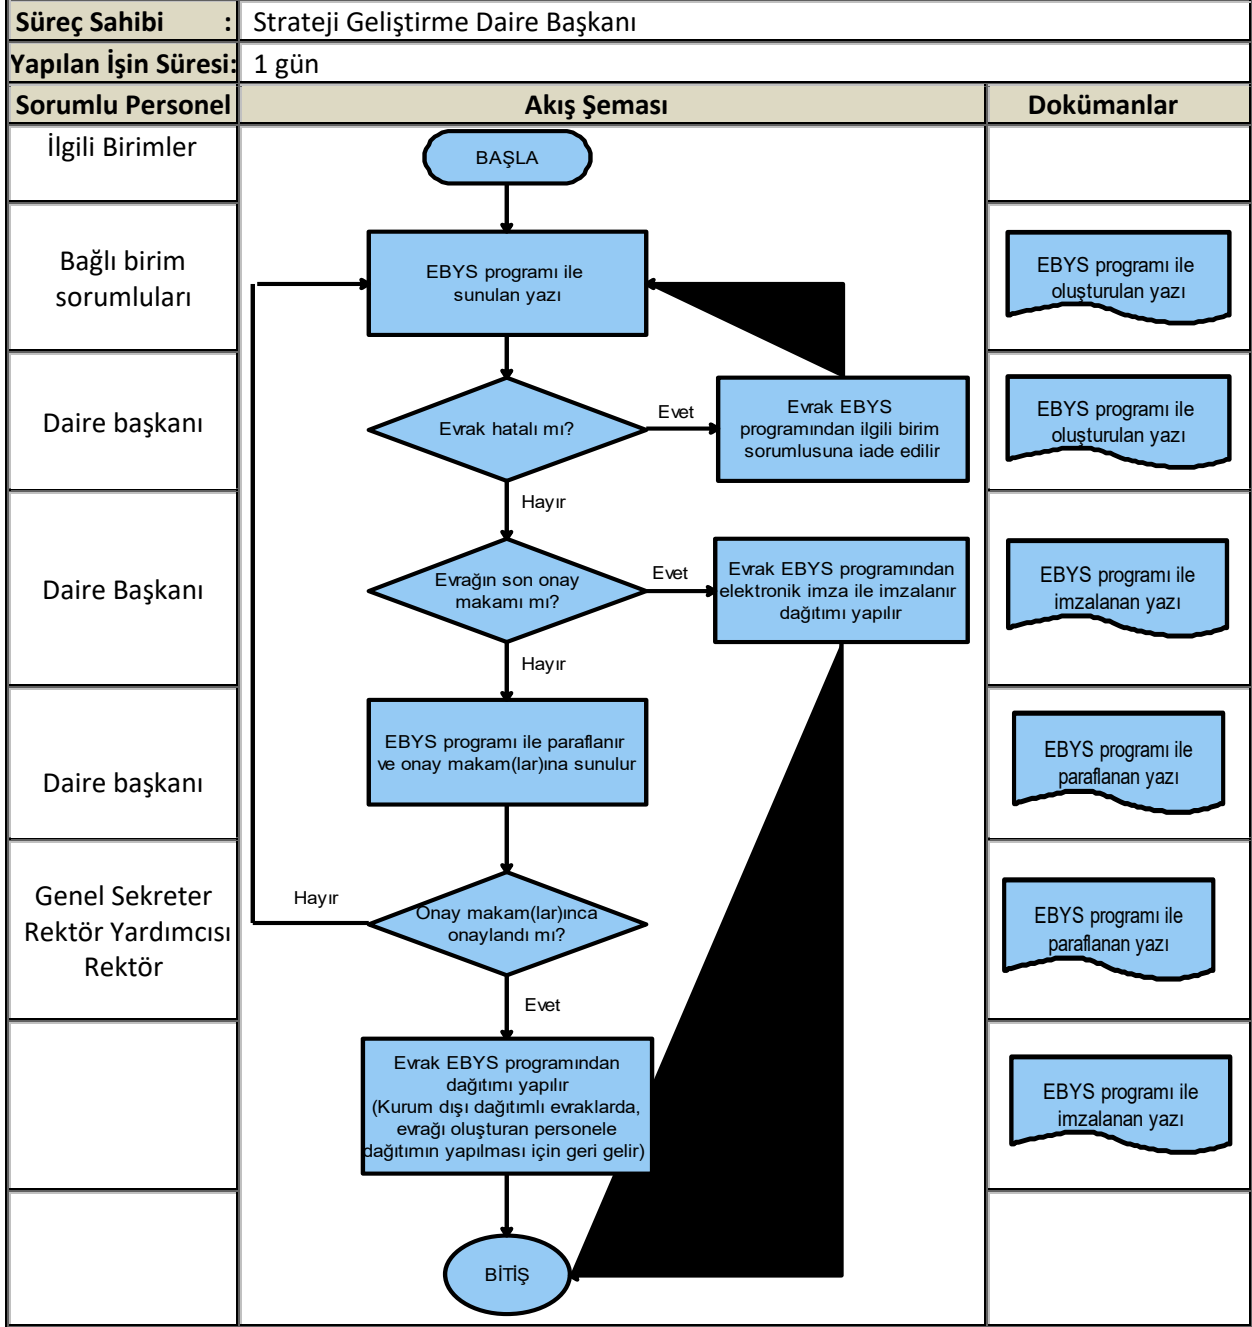 Süreç Sahibi : Strateji Geliştirme Daire Başkanı
Yapılan İşin Süresi: 1 gün
Sorumlu Personel Akış Şeması Dokümanlar
İlgili Birimler
BAŞLA
Bağlı birim
sorumluları
EBYS programı ile
sunulan yazı
EBYS programı ile
oluşturulan yazı
Daire başkanı
Evrak hatalı mı?
Evet
Evrak EBYS
programından ilgili birim
sorumlusuna iade edilir
EBYS programı ile
oluşturulan yazı
Hayır
Daire Başkanı
Evrağın son onay
makamı mı?
Evet
Evrak EBYS programından
elektronik imza ile imzalanır
dağıtımı yapılır
EBYS programı ile
imzalanan yazı
Hayır
Daire başkanı
EBYS programı ile paraflanır
ve onay makam(lar)ına sunulur
EBYS programı ile
paraflanan yazı
Genel Sekreter
Rektör Yardımcısı
Rektör
Hayır
Onay makam(lar)ınca
onaylandı mı?
EBYS programı ile
paraflanan yazı
Evet
Evrak EBYS programından
dağıtımı yapılır
(Kurum dışı dağıtımlı evraklarda,
evrağı oluşturan personele
dağıtımın yapılması için geri gelir)
EBYS programı ile
imzalanan yazı
BİTİŞ